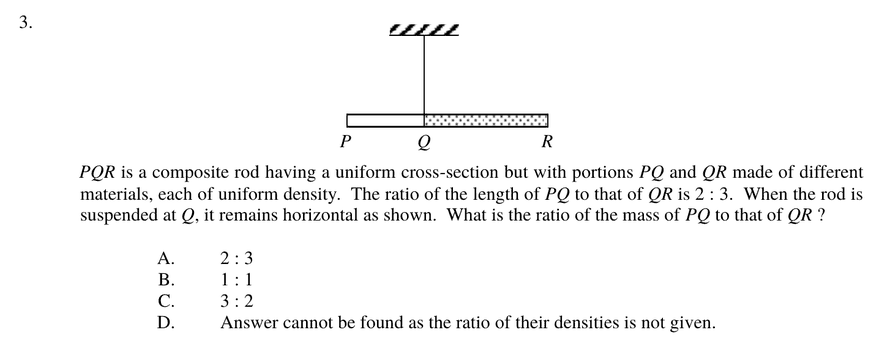 3.
P Q R
PQR is a composite rod having a uniform cross-section but with portions PQ and QR made of different
materials, each of uniform density. The ratio of the length of PQ to that of QR is 2 : 3. When the rod is
suspended at Q, it remains horizontal as shown. What is the ratio of the mass of PQ to that of QR ?
A. 2 : 3
B. 1 : 1
C. 3 : 2
D. Answer cannot be found as the ratio of their densities is not given.